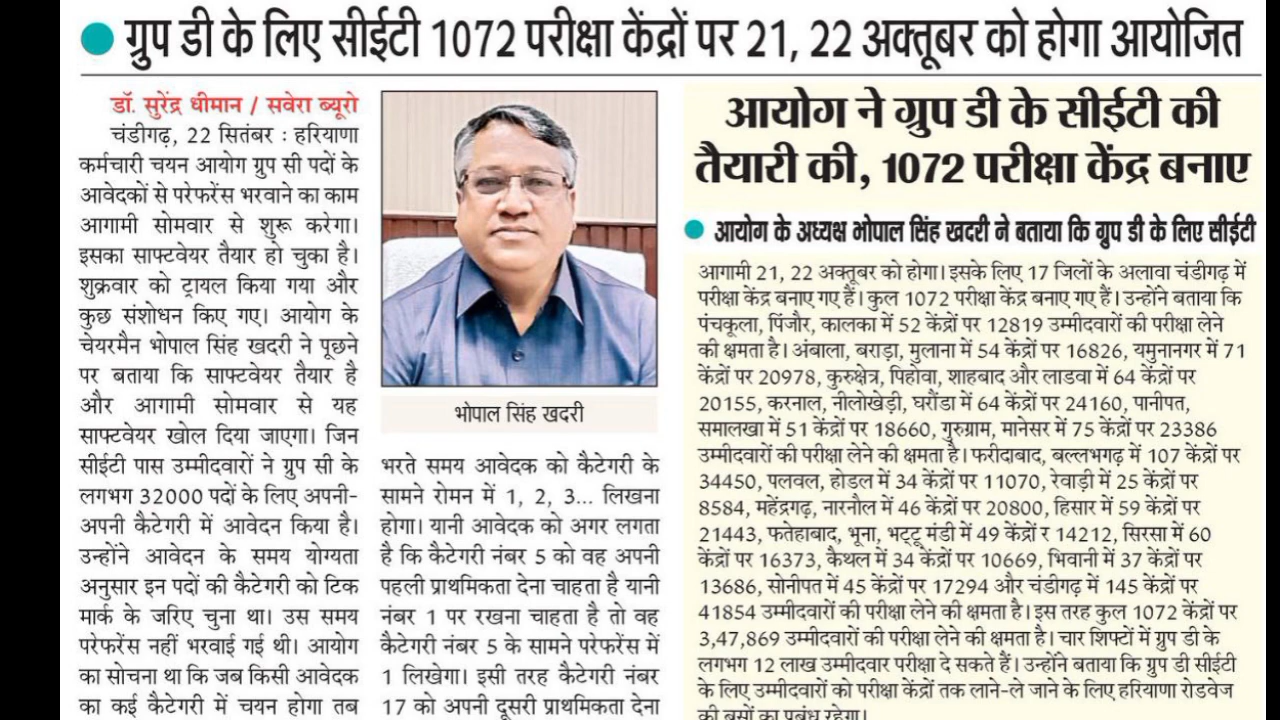 ग्रुप डी के लिए सीईटी 1072 परीक्षा केंद्रों पर 21, 22 अक्तूबर को होगा आयोजित
डॉ. सुरेंद्र धीमान / सवेरा ब्यूरो
चंडीगढ़, 22 सितंबर : हरियाणा
कर्मचारी चयन आयोग ग्रुप सी पदों के
आवेदकों से परेफरेंस भरवाने का काम
आगामी सोमवार से शुरू करेगा।
इसका साफ्टवेयर तैयार हो चुका है।
शुक्रवार को ट्रायल किया गया और
कुछ संशोधन किए गए। आयोग के
चेयरमैन भोपाल सिंह खदरी ने पूछने
पर बताया कि साफ्टवेयर तैयार है
और आगामी सोमवार से यह
साफ्टवेयर खोल दिया जाएगा। जिन
सीईटी पास उम्मीदवारों ने ग्रुप सी के
लगभग 32000 पदों के लिए अपनी-
अपनी कैटेगरी में आवेदन किया है।
उन्होंने आवेदन के समय योग्यता
अनुसार इन पदों की कैटेगरी को टिक
मार्क के जरिए चुना था। उस समय
परेफरेंस नहीं भरवाई गई थी। आयोग
का सोचना था कि जब किसी आवेदक
का कई कैटेगरी में चयन होगा तब
भोपाल सिंह खदरी
भरते समय आवेदक को कैटेगरी के
सामने रोमन में 1, 2, 3... लिखना
होगा। यानी आवेदक को अगर लगता
है कि कैटेगरी नंबर 5 को वह अपनी
पहली प्राथमिकता देना चाहता है यानी
नंबर 1 पर रखना चाहता है तो वह
कैटेगरी नंबर 5 के सामने परेफरेंस में
1 लिखेगा। इसी तरह कैटेगरी नंबर
17 को अपनी दूसरी प्राथमिकता देना
आयोग ने ग्रुप डी के सीईटी की
तैयारी की, 1072 परीक्षा केंद्र बनाए
आयोग के अध्यक्ष भोपाल सिंह खदरी ने बताया कि ग्रुप डी के लिए सीईटी
आगामी 21, 22 अक्तूबर को होगा। इसके लिए 17 जिलों के अलावा चंडीगढ़ में
परीक्षा केंद्र बनाए गए हैं। कुल 1072 परीक्षा केंद्र बनाए गए हैं। उन्होंने बताया कि
पंचकूला, पिंजौर, कालका में 52 केंद्रों पर 12819 उम्मीदवारों की परीक्षा लेने
की क्षमता है। अंबाला, बराड़ा, मुलाना में 54 केंद्रों पर 16826, यमुनानगर में 71
केंद्रों पर 20978, कुरुक्षेत्र, पिहोवा, शाहबाद और लाडवा में 64 केंद्रों पर
20155, करनाल, नीलोखेड़ी, घरौंडा में 64 केंद्रों पर 24160, पानीपत,
समालखा में 51 केंद्रों पर 18660, गुरुग्राम, मानेसर में 75 केंद्रों पर 23386
उम्मीदवारों की परीक्षा लेने की क्षमता है। फरीदाबाद, बल्लभगढ़ में 107 केंद्रों पर
34450, पलवल, होडल में 34 केंद्रों पर 11070, रेवाड़ी में 25 केंद्रों पर
8584, महेंद्रगढ़, नारनौल में 46 केंद्रों पर 20800, हिसार में 59 केंद्रों पर
21443, फतेहाबाद, भूना, भट्टू मंडी में 49 केंद्रों र 14212, सिरसा में 60
केंद्रों पर 16373, कैथल में 34 केंद्रों पर 10669, भिवानी में 37 केंद्रों पर
13686, सोनीपत में 45 केंद्रों पर 17294 और चंडीगढ़ में 145 केंद्रों पर
41854 उम्मीदवारों की परीक्षा लेने की क्षमता है। इस तरह कुल 1072 केंद्रों पर
3,47,869 उम्मीदवारों की परीक्षा लेने की क्षमता है। चार शिफ्टों में ग्रुप डी के
लगभग 12 लाख उम्मीदवार परीक्षा दे सकते हैं। उन्होंने बताया कि ग्रुप डी सीईटी
के लिए उम्मीदवारों को परीक्षा केंद्रों तक लाने-ले जाने के लिए हरियाणा रोडवेज
की बसों का प्रबंध रहेगा।